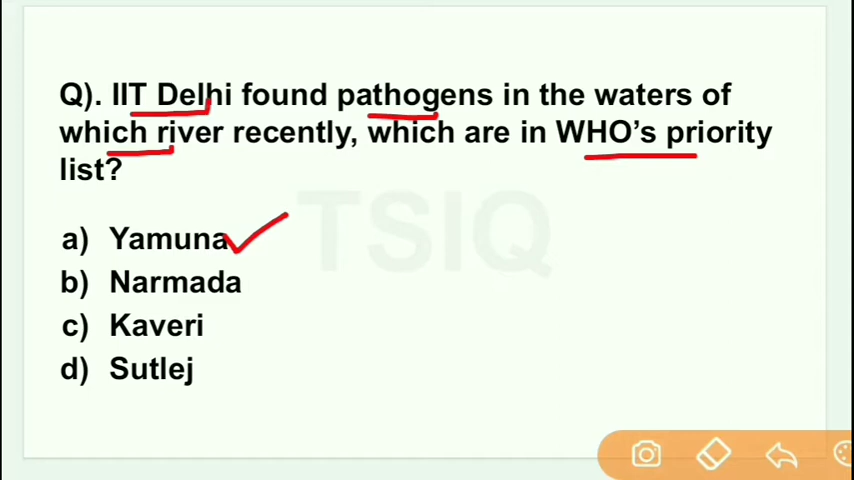 Q). IIT Delhi found pathogens in the waters of
which river recently, which are in WHO's priority
list?
TSIQ
a) Yamuna
b) Narmada
c) Kaveri
d) Sutlej